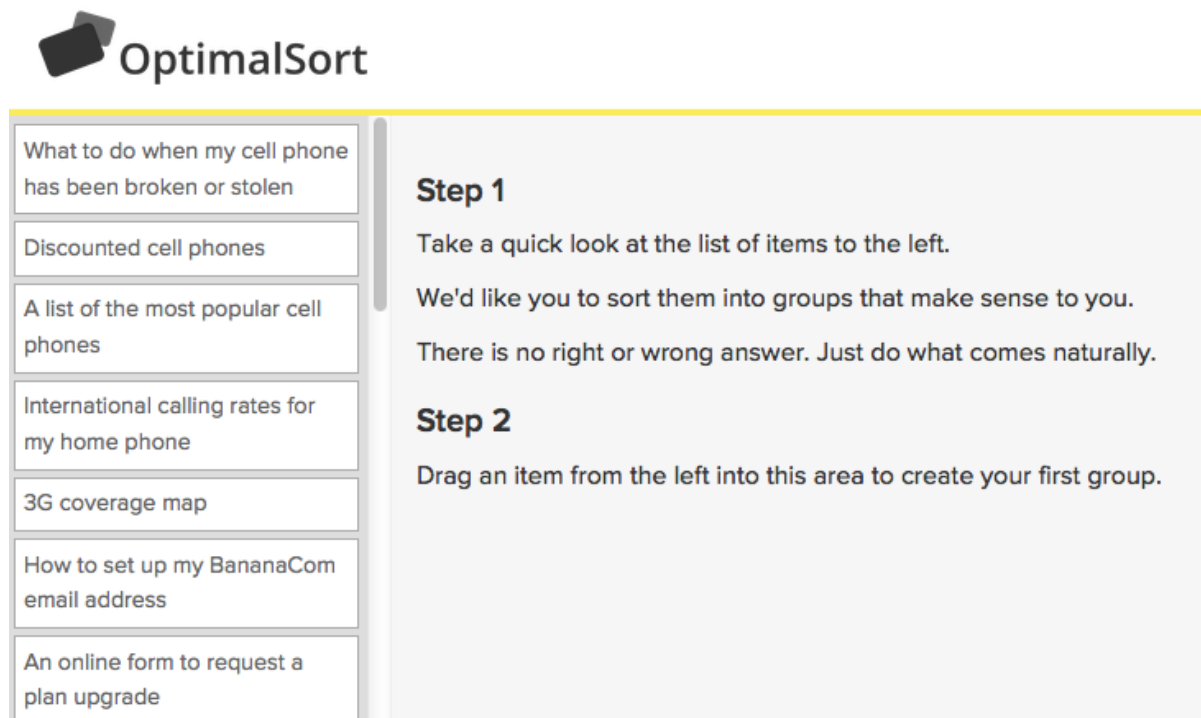 OptimalSort
What to do when my cell phone
has been broken or stolen
Discounted cell phones
A list of the most popular cell
phones
International calling rates for
my home phone
3G coverage map
How to set up my BananaCom
email address
An online form to request a
plan upgrade
Step 1
Take a quick look at the list of items to the left.
We'd like you to sort them into groups that make sense to you.
There is no right or wrong answer. Just do what comes naturally.
Step 2
Drag an item from the left into this area to create your first group.